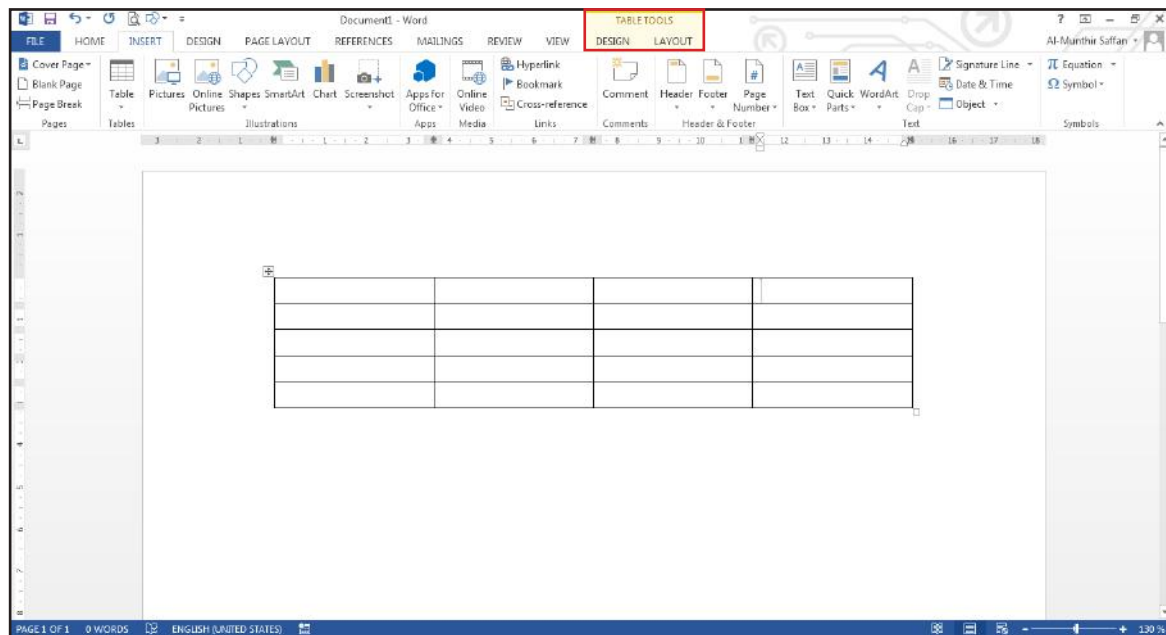 Document1 - Word
TABLE TOOLS
FILE HOME INSERT DESIGN PAGE LAYOUT REFERENCES MAILINGS REVIEW VIEW DESIGN LAYOUT Al-Munthir Saffan
Cover Page
Blank Page
Page Break
Pages
Table
Tables
Pictures
Online Pictures
Shapes
SmartArt
Chart
Screenshot
Illustrations
Apps for Office
Apps
Online Video
Media
Hyperlink
Bookmark
Cross-reference
Links
Comment
Comments
Header
Footer
Page Number
Header & Footer
Text Box
Quick Parts
WordArt
Drop Cap
Signature Line
Date & Time
Object
Text
Equation
Symbol
Symbols
PAGE 1 OF 1 0 WORDS ENGLISH (UNITED STATES) 130%